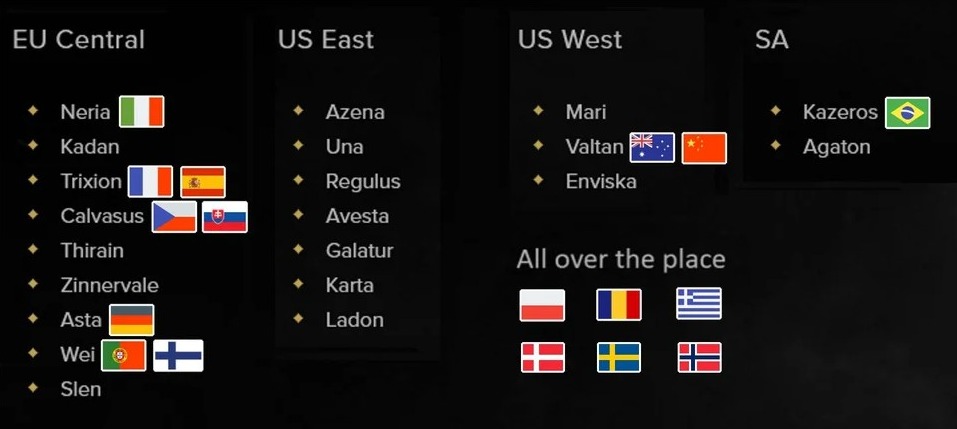 EU Central
Neria
Kadan
Trixion
Calvasus
Thirain
Zinnervale
Asta
Wei
Slen
US East
Azena
Una
Regulus
Avesta
Galatur
Karta
Ladon
US West
Mari
Valtan
Enviska
All over the place
SA
Kazeros
Agaton